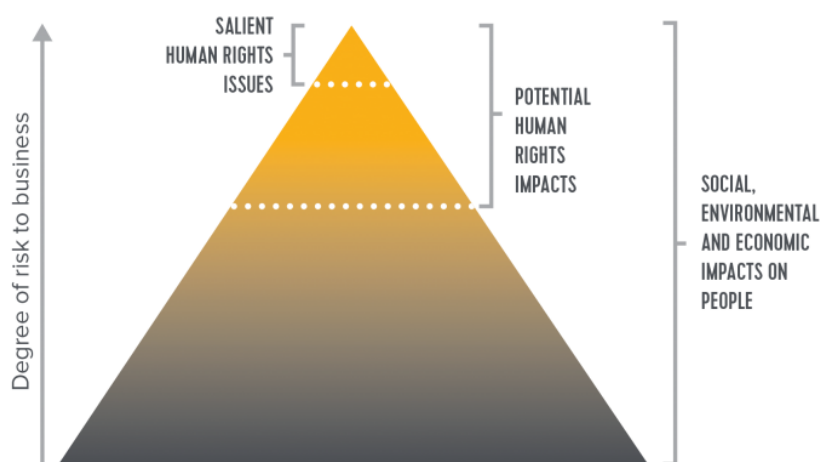 SALIENT
HUMAN RIGHTS
ISSUES
POTENTIAL
HUMAN
RIGHTS
IMPACTS
SOCIAL,
ENVIRONMENTAL
AND ECONOMIC
IMPACTS ON
PEOPLE
Degree of risk to business